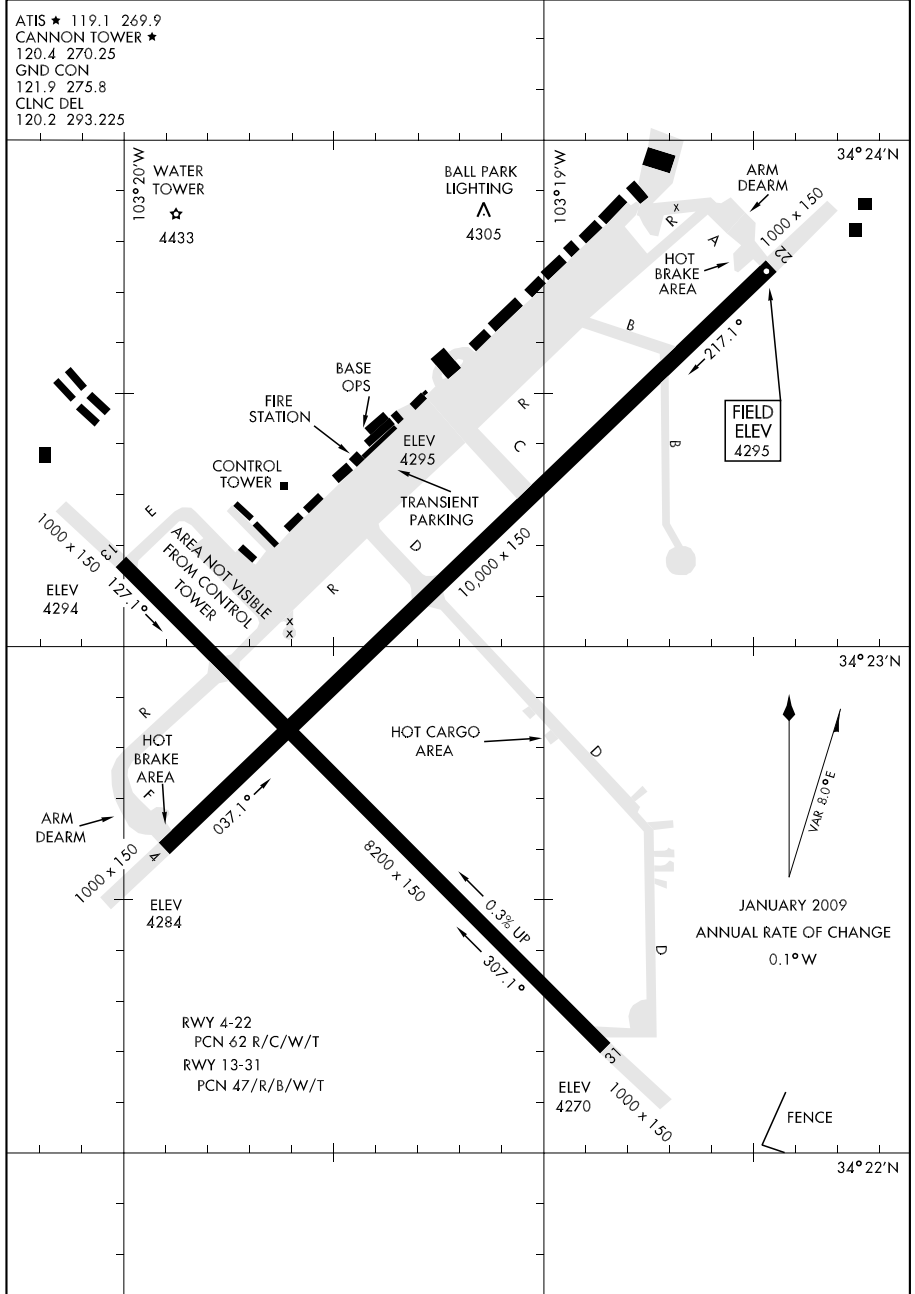 ATIS ★ 119.1 269.9
CANNON TOWER ★
120.4 270.25
GND CON
121.9 275.8
CLNC DEL
120.2 293.225
103°20'W
WATER
TOWER
4433
BALL PARK
LIGHTING
4305
103°19'W
ARM
DEARM
34°24'N
1000 x 150
22
x
R
A
HOT
BRAKE
AREA
B
217.1°
BASE
OPS
FIRE
STATION
R
FIELD
ELEV
4295
ELEV
4295
C
B
CONTROL
TOWER
TRANSIENT
PARKING
E
D
1000 x 150
13
AREA NOT VISIBLE
FROM CONTROL
TOWER
10,000 x 150
ELEV
4294
127.1°
R
x
x
34°23'N
R
HOT
BRAKE
AREA
HOT CARGO
AREA
D
F
ARM
DEARM
037.1°
VAR 8.0°E
4
1000 x 150
8200 x 150
ELEV
4284
0.3% UP
307.1°
D
JANUARY 2009
ANNUAL RATE OF CHANGE
0.1°W
RWY 4-22
PCN 62 R/C/W/T
RWY 13-31
PCN 47/R/B/W/T
31
ELEV
4270
1000 x 150
FENCE
34°22'N